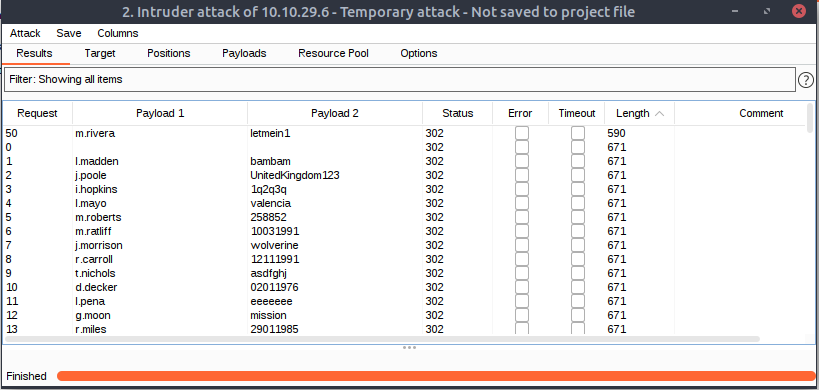 2. Intruder attack of 10.10.29.6 - Temporary attack - Not saved to project file
Attack Save Columns
Results Target Positions Payloads Resource Pool Options
Filter: Showing all items ?
Request Payload 1 Payload 2 Status Error Timeout Length Comment
50 m.rivera letmein1 302 590
0 302 671
1 l.madden bambam 302 671
2 j.poole UnitedKingdom123 302 671
3 i.hopkins 1q2q3q 302 671
4 l.mayo valencia 302 671
5 m.roberts 258852 302 671
6 m.ratliff 10031991 302 671
7 j.morrison wolverine 302 671
8 r.carroll 12111991 302 671
9 t.nichols asdfghj 302 671
10 d.decker 02011976 302 671
11 l.pena eeeeeee 302 671
12 g.moon mission 302 671
13 r.miles 29011985 302 671
Finished